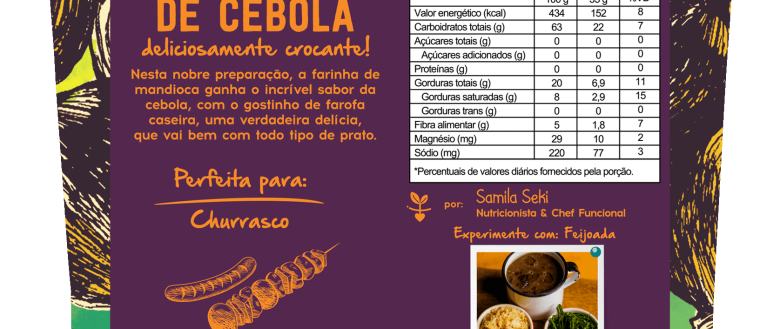 DE CEBOLA
deliciosamente crocante!
Nesta nobre preparação, a farinha de
mandioca ganha o incrível sabor da
cebola, com o gostinho de farofa
caseira, uma verdadeira delícia,
que vai bem com todo tipo de prato.
Perfeita para:
Churrasco
Valor energético (kcal) 434 152 8
Carboidratos totais (g) 63 22 7
Açúcares totais (g) 0 0
Açúcares adicionados (g) 0 0 0
Proteínas (g) 0 0 0
Gorduras totais (g) 20 6,9 11
Gorduras saturadas (g) 8 2,9 15
Gorduras trans (g) 0 0 0
Fibra alimentar (g) 5 1,8 7
Magnésio (mg) 29 10 2
Sódio (mg) 220 77 3
*Percentuais de valores diários fornecidos pela porção.
por: Samila Seki
Nutricionista & Chef Funcional
Experimente com: Feijoada